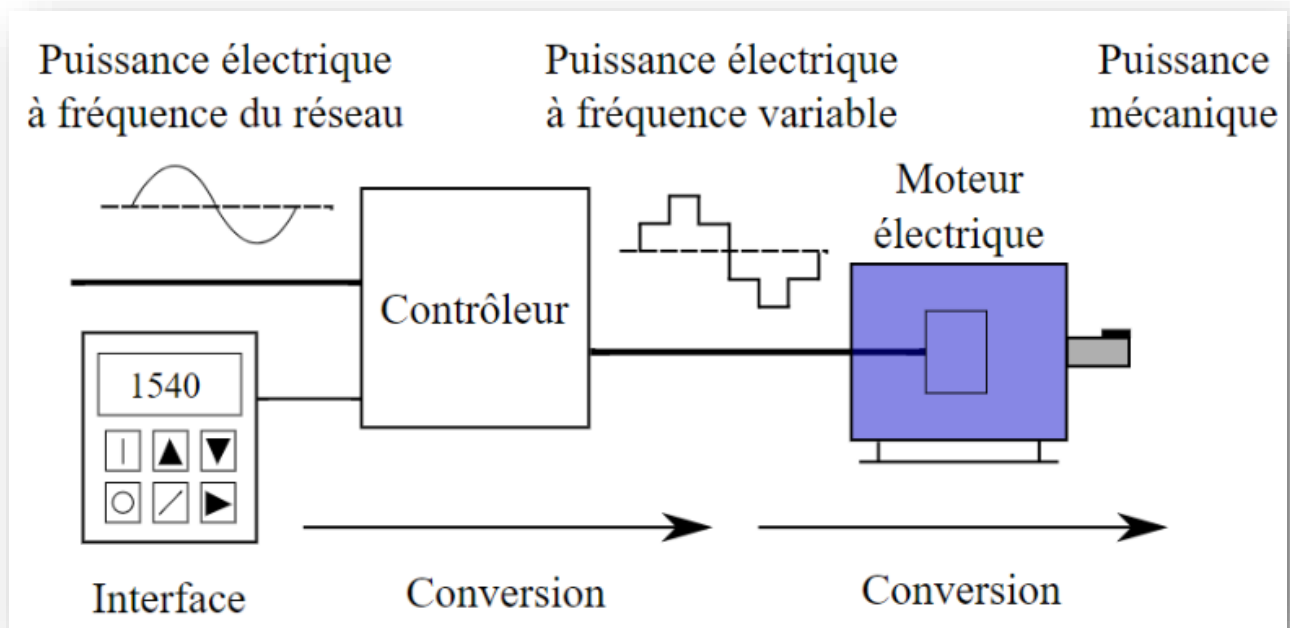 Puissance électrique
à fréquence du réseau
Puissance électrique
à fréquence variable
Puissance
mécanique
Moteur
électrique
Contrôleur
1540
Interface
Conversion
Conversion